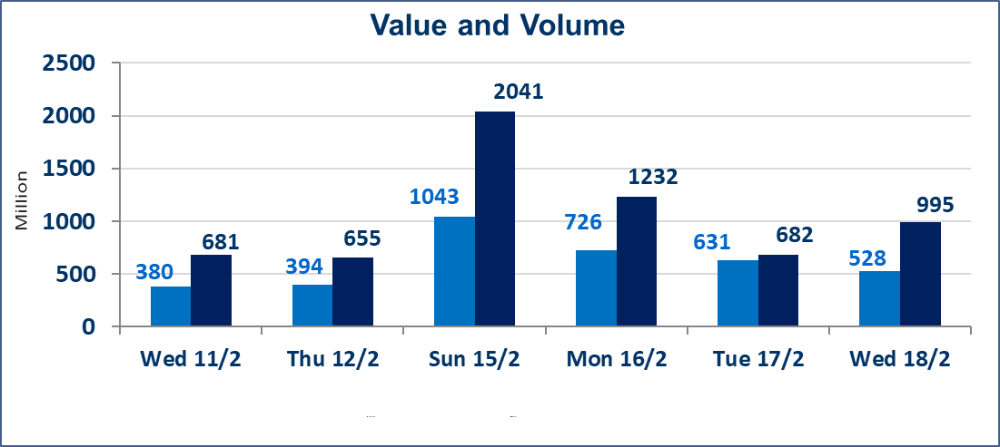 Value and Volume
2500
2000
1500
1000
500
0
Million
380
681
394
655
1043
2041
726
1232
631
682
528
995
Wed 11/2
Thu 12/2
Sun 15/2
Mon 16/2
Tue 17/2
Wed 18/2